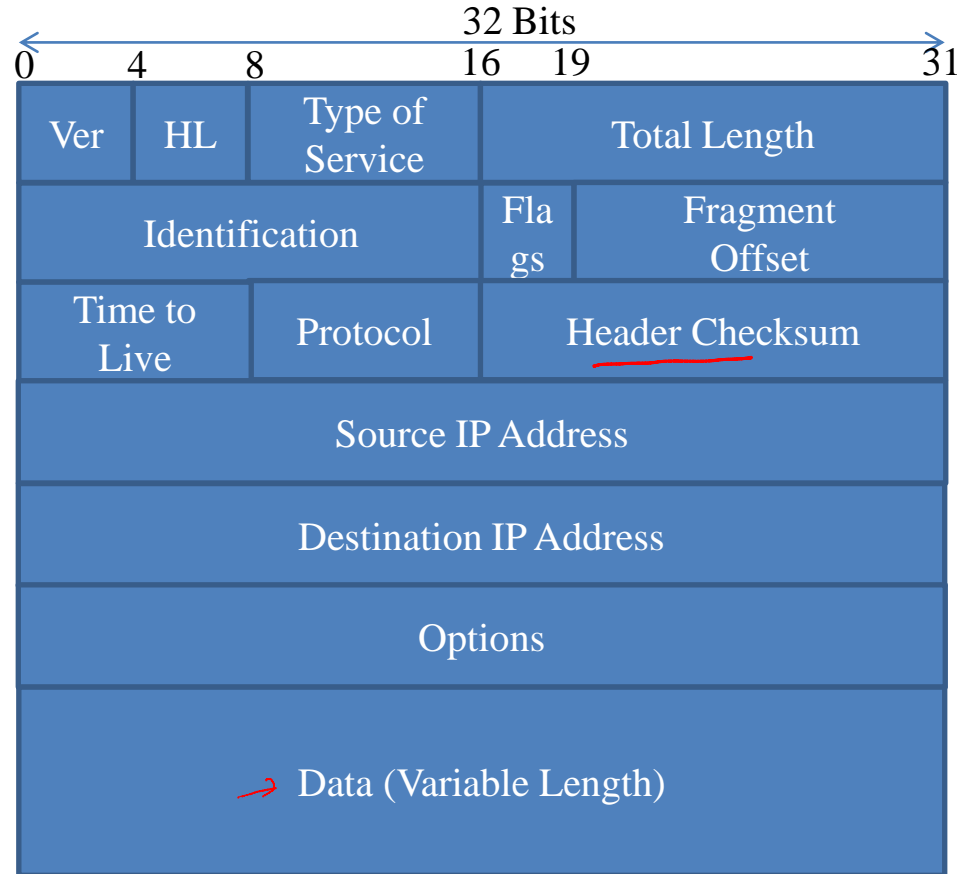 32 Bits
0 4 8 16 19 31
Ver HL Type of Service Total Length
Identification Fla gs Fragment Offset
Time to Live Protocol Header Checksum
Source IP Address
Destination IP Address
Options
Data (Variable Length)